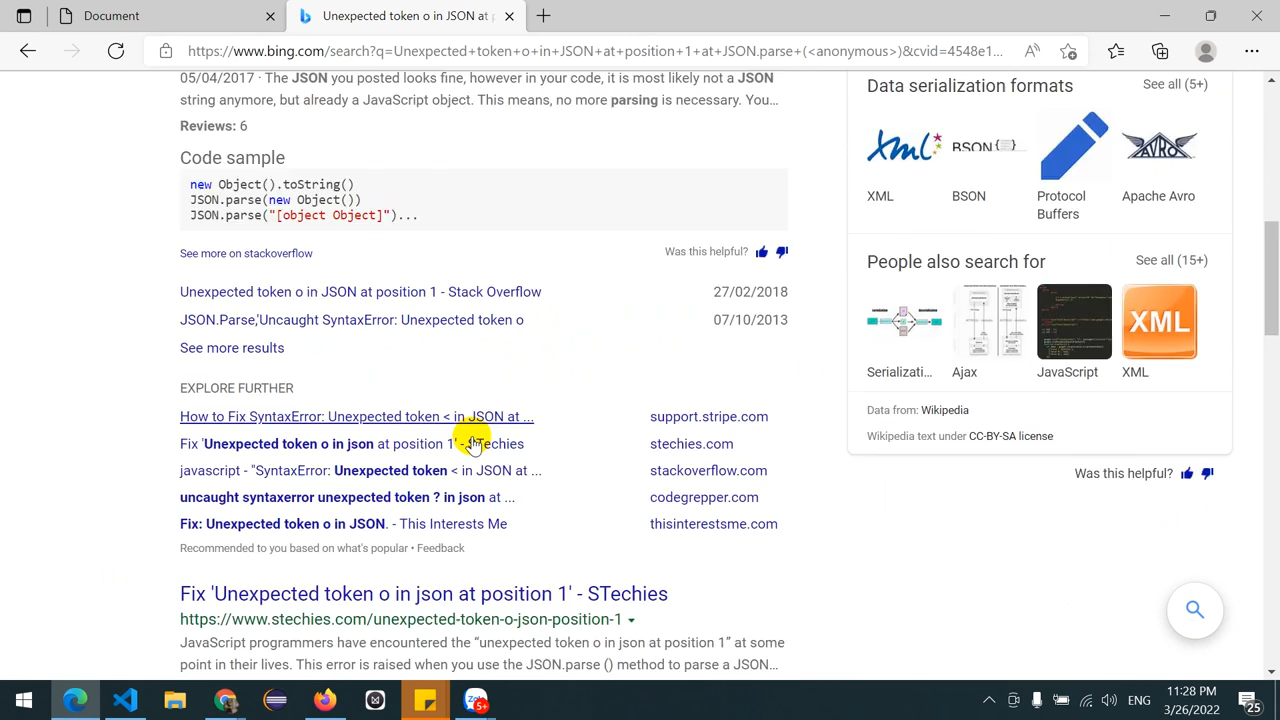 Document
Unexpected token o in JSON at p
https://www.bing.com/search?q=Unexpected+token+o+in+JSON+at+position+1+at+JSON.parse+(<anonymous>)&cvid=4548e1...
05/04/2017 · The JSON you posted looks fine, however in your code, it is most likely not a JSON
string anymore, but already a JavaScript object. This means, no more parsing is necessary. You...
Reviews: 6
Code sample
new Object().toString()
JSON.parse(new Object())
JSON.parse("[object Object]")...
See more on stackoverflow
Was this helpful?
Unexpected token o in JSON at position 1 - Stack Overflow 27/02/2018
JSON.Parse,'Uncaught SyntaxError: Unexpected token o 07/10/2013
See more results
EXPLORE FURTHER
How to Fix SyntaxError: Unexpected token < in JSON at ... support.stripe.com
Fix 'Unexpected token o in json at position 1' - STechies stechies.com
javascript - "SyntaxError: Unexpected token < in JSON at ... stackoverflow.com
uncaught syntaxerror unexpected token ? in json at ... codegrepper.com
Fix: Unexpected token o in JSON. - This Interests Me thisinterestsme.com
Recommended to you based on what's popular • Feedback
Fix 'Unexpected token o in json at position 1' - STechies
https://www.stechies.com/unexpected-token-o-json-position-1
JavaScript programmers have encountered the “unexpected token o in json at position 1” at some
point in their lives. This error is raised when you use the JSON.parse () method to parse a JSON...
Data serialization formats See all (5+)
Xml
BSON {}
AVRO
XML
BSON
Protocol
Buffers
Apache Avro
People also search for See all (15+)
XML
Serializati...
Ajax
JavaScript
XML
Data from: Wikipedia
Wikipedia text under CC-BY-SA license
Was this helpful?
Zalo
5+
ENG
11:28 PM
3/26/2022
25